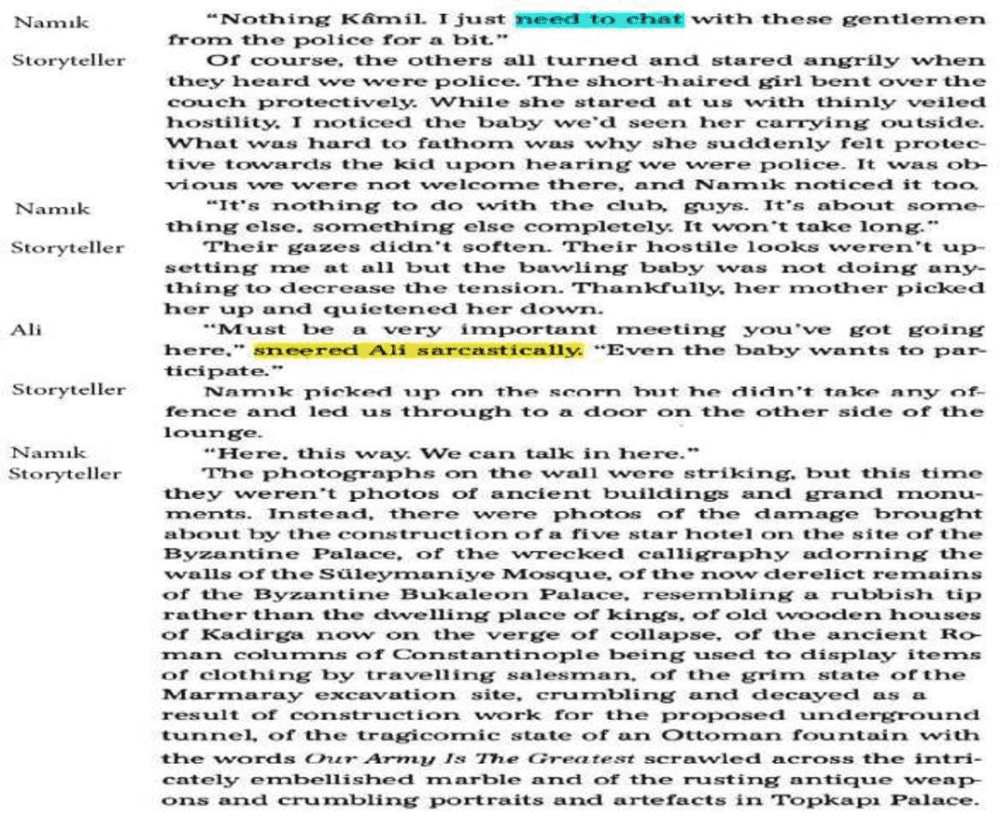 Namık "Nothing Kâmil. I just need to chat with these gentlemen
from the police for a bit."
Storyteller Of course, the others all turned and stared angrily when
they heard we were police. The short-haired girl bent over the
couch protectively. While she stared at us with thinly veiled
hostility, I noticed the baby we'd seen her carrying outside.
What was hard to fathom was why she suddenly felt protec-
tive towards the kid upon hearing we were police. It was ob-
vious we were not welcome there, and Namık noticed it too.
Namık "It's nothing to do with the club, guys. It's about some-
thing else, something else completely. It won't take long."
Storyteller Their gazes didn't soften. Their hostile looks weren't up-
setting me at all but the bawling baby was not doing any-
thing to decrease the tension. Thankfully, her mother picked
her up and quietened her down.
Ali "Must be a very important meeting you've got going
here," sneered Ali sarcastically. "Even the baby wants to par-
ticipate."
Storyteller Namık picked up on the scorn but he didn't take any of-
fence and led us through to a door on the other side of the
lounge.
Namık "Here, this way. We can talk in here."
Storyteller The photographs on the wall were striking, but this time
they weren't photos of ancient buildings and grand monu-
ments. Instead, there were photos of the damage brought
about by the construction of a five star hotel on the site of the
Byzantine Palace, of the wrecked calligraphy adorning the
walls of the Süleymaniye Mosque, of the now derelict remains
of the Byzantine Bukaleon Palace, resembling a rubbish tip
rather than the dwelling place of kings, of old wooden houses
of Kadirga now on the verge of collapse, of the ancient Ro-
man columns of Constantinople being used to display items
of clothing by travelling salesman, of the grim state of the
Marmaray excavation site, crumbling and decayed as a
result of construction work for the proposed underground
tunnel, of the tragicomic state of an Ottoman fountain with
the words Our Army Is The Greatest scrawled across the intri-
cately embellished marble and of the rusting antique weap-
ons and crumbling portraits and artefacts in Topkapı Palace.